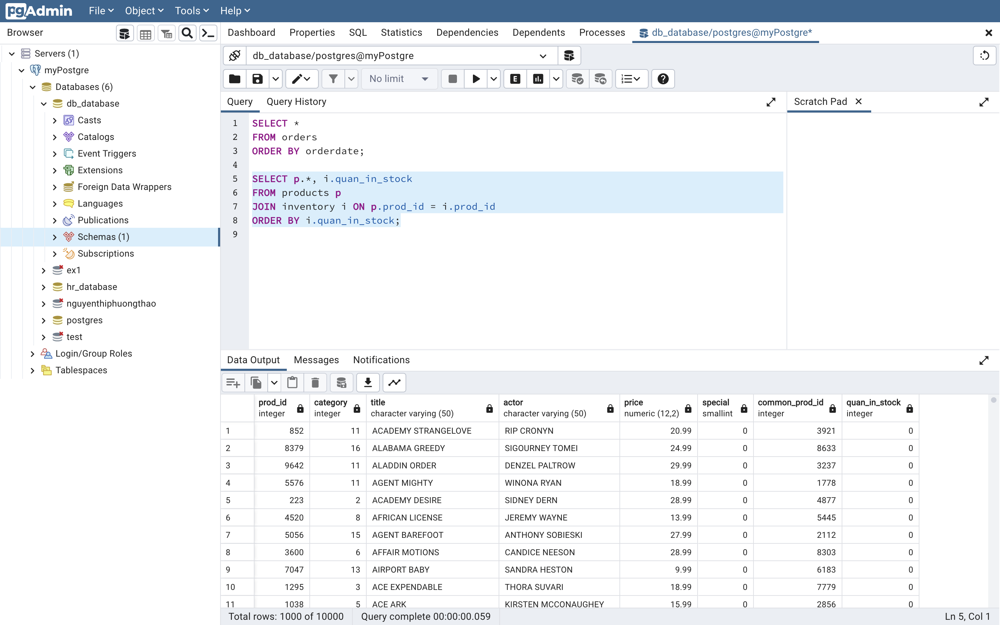 pgAdmin File Object Tools Help
Browser
Dashboard Properties SQL Statistics Dependencies Dependents Processes db_database/postgres@myPostgre*
Servers (1)
myPostgre
Databases (6)
db_database
Casts
Catalogs
Event Triggers
Extensions
Foreign Data Wrappers
Languages
Publications
Schemas (1)
Subscriptions
ex1
hr_database
nguyenthiphuongthao
postgres
test
Login/Group Roles
Tablespaces
db_database/postgres@myPostgre
No limit E
Query Query History
Scratch Pad
1 SELECT *
2 FROM orders
3 ORDER BY orderdate;
4
5 SELECT p.*, i.quan_in_stock
6 FROM products p
7 JOIN inventory i ON p.prod_id = i.prod_id
8 ORDER BY i.quan_in_stock;
9
Data Output Messages Notifications
prod_id category title actor price special common_prod_id quan_in_stock
integer integer character varying (50) character varying (50) numeric (12,2) smallint integer integer
1 852 11 ACADEMY STRANGELOVE RIP CRONYN 20.99 0 3921 0
2 8379 16 ALABAMA GREEDY SIGOURNEY TOMEI 24.99 0 8633 0
3 9642 11 ALADDIN ORDER DENZEL PALTROW 29.99 0 3237 0
4 5576 11 AGENT MIGHTY WINONA RYAN 18.99 0 1778 0
5 223 2 ACADEMY DESIRE SIDNEY DERN 28.99 0 4877 0
6 4520 8 AFRICAN LICENSE JEREMY WAYNE 13.99 0 5445 0
7 5056 15 AGENT BAREFOOT ANTHONY SOBIESKI 27.99 0 2112 0
8 3600 6 AFFAIR MOTIONS CANDICE NEESON 28.99 0 8303 0
9 7047 13 AIRPORT BABY SANDRA HESTON 9.99 0 6183 0
10 1295 3 ACE EXPENDABLE THORA SUVARI 18.99 0 7779 0
11 1038 5 ACE ARK KIRSTEN MCCONAUGHEY 15.99 0 2856 0
Total rows: 1000 of 10000 Query complete 00:00:00.059 Ln 5, Col 1